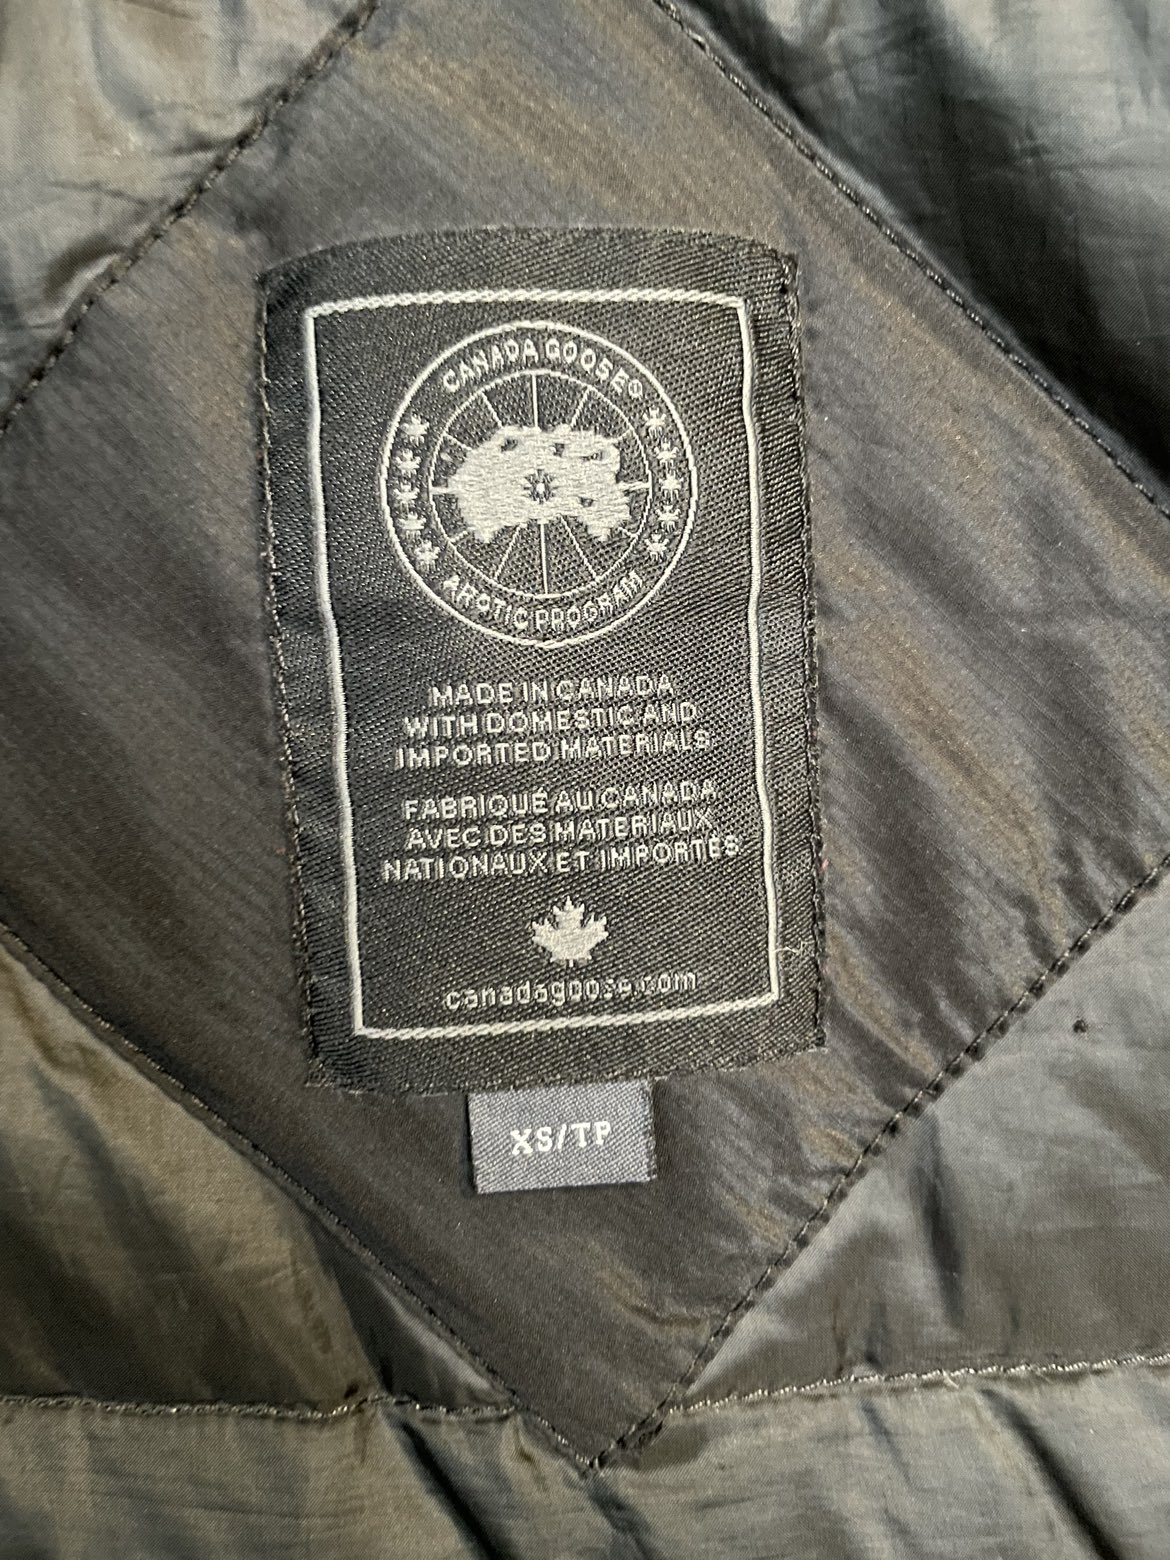 CANADA GOOSE®
ARCTIC PROGRAM
MADE IN CANADA
WITH DOMESTIC AND
IMPORTED MATERIALS
FABRIQUÉ AU CANADA
AVEC DES MATERIAUX
NATIONAUX ET IMPORTÉS
canadagoose.com
XS/TP